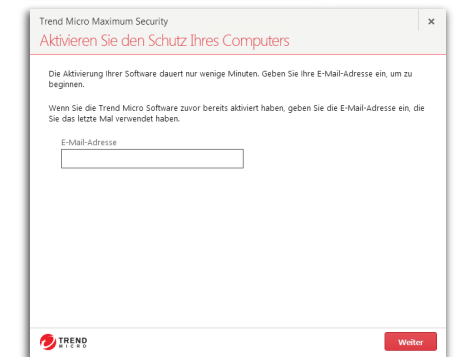 Trend Micro Maximum Security
Aktivieren Sie den Schutz Ihres Computers
Die Aktivierung Ihrer Software dauert nur wenige Minuten. Geben Sie Ihre E-Mail-Adresse ein, um zu
beginnen.
Wenn Sie die Trend Micro Software zuvor bereits aktiviert haben, geben Sie die E-Mail-Adresse ein, die
Sie das letzte Mal verwendet haben.
E-Mail-Adresse
TREND
MICRO
Weiter